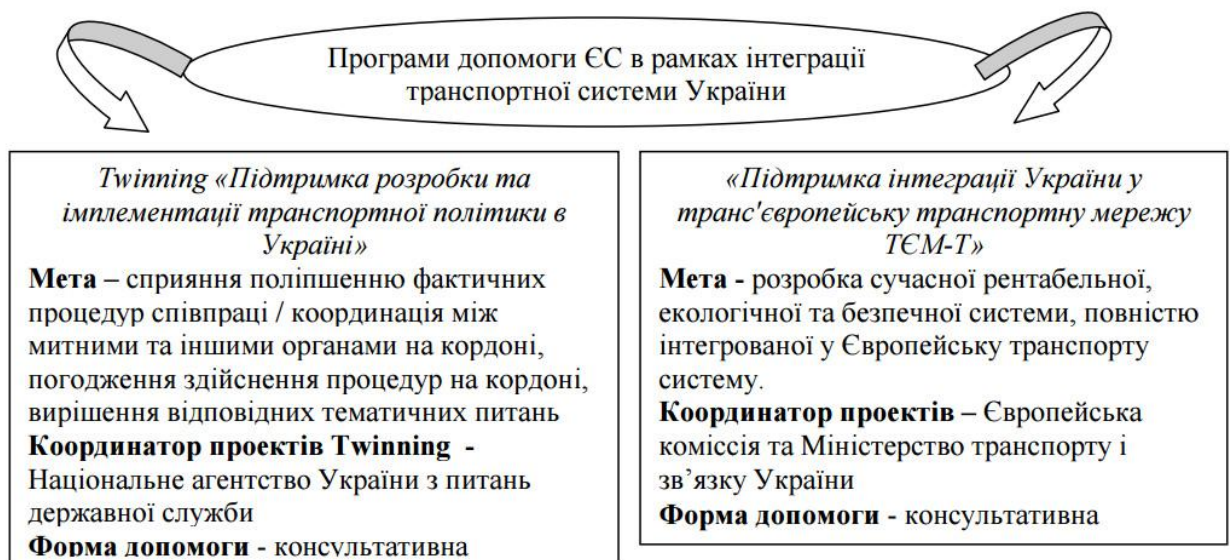 Програми допомоги ЄС в рамках інтеграції
транспортної системи України
Twinning «Підтримка розробки та
імплементації транспортної політики в
Україні»
Мета – сприяння поліпшенню фактичних
процедур співпраці / координація між
митними та іншими органами на кордоні,
погодження здійснення процедур на кордоні,
вирішення відповідних тематичних питань
Координатор проектів Twinning -
Національне агентство України з питань
державної служби
Форма допомоги - консультативна
«Підтримка інтеграції України у
транс'європейську транспортну мережу
ТЄМ-Т»
Мета - розробка сучасної рентабельної,
екологічної та безпечної системи, повністю
інтегрованої у Європейську транспорту
систему.
Координатор проектів – Європейська
коміссія та Міністерство транспорту і
зв’язку України
Форма допомоги - консультативна